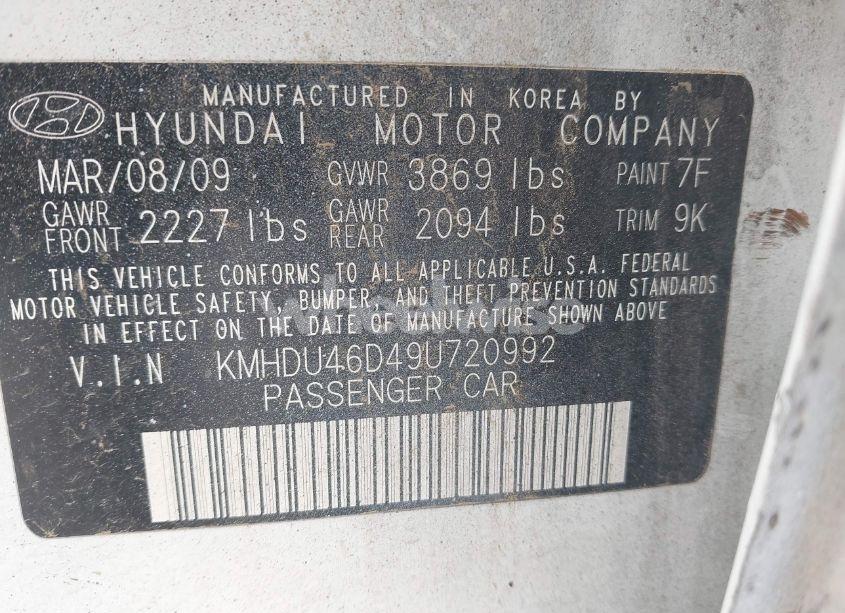 MANUFACTURED IN KOREA BY
HYUNDAI MOTOR COMPANY
MAR/08/09 GVWR 3869 lbs PAINT 7F
GAWR FRONT 2227 lbs GAWR REAR 2094 lbs TRIM 9K
THIS VEHICLE CONFORMS TO ALL APPLICABLE U.S.A. FEDERAL
MOTOR VEHICLE SAFETY, BUMPER, AND THEFT PREVENTION STANDARDS
IN EFFECT ON THE DATE OF MANUFACTURE SHOWN ABOVE
V.I.N KMHDU46D49U720992
PASSENGER CAR